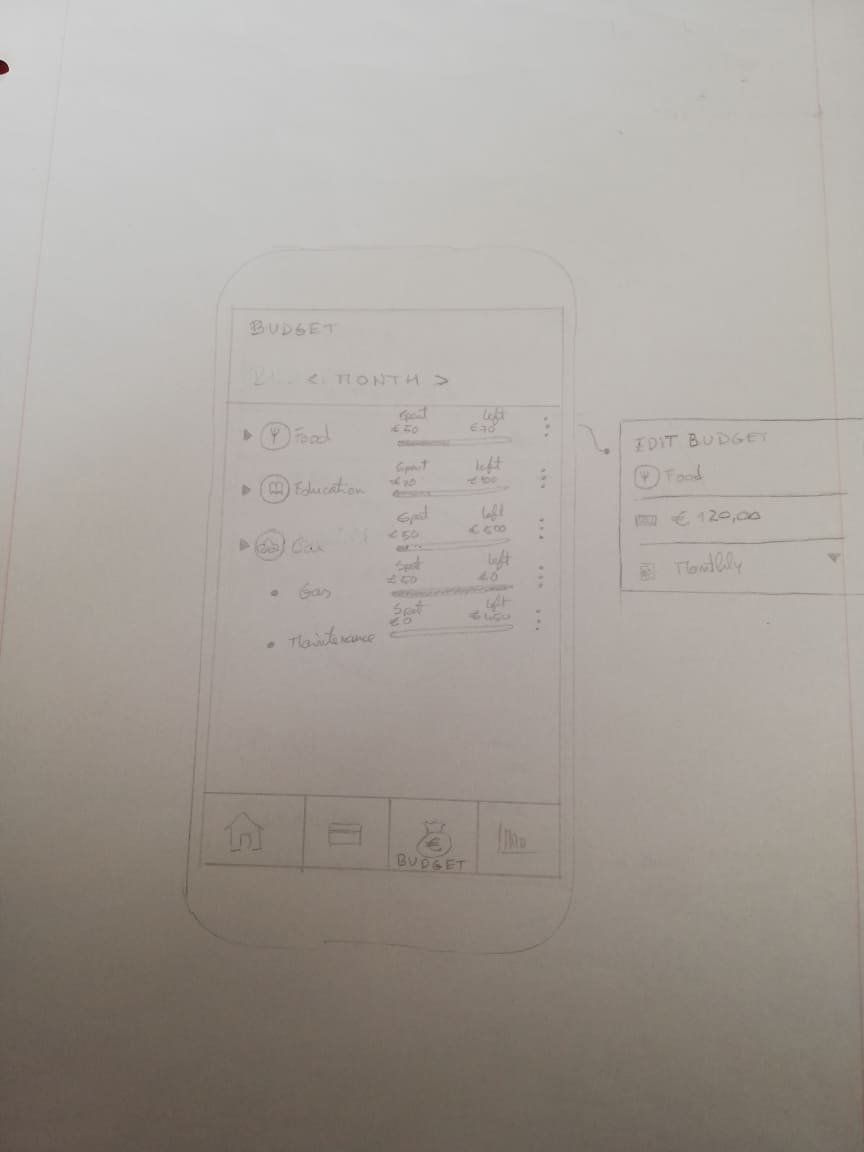 BUDGET
< MONTH >
Spent Left
€50 €70
Food
Spent Left
€100
Education
Spent Left
€50 €500
Car
Spent Left
€50 €0
Gas
Spent Left
€0 €450
Maintenance
€
BUDGET
EDIT BUDGET
Food
€ 120,00
Monthly